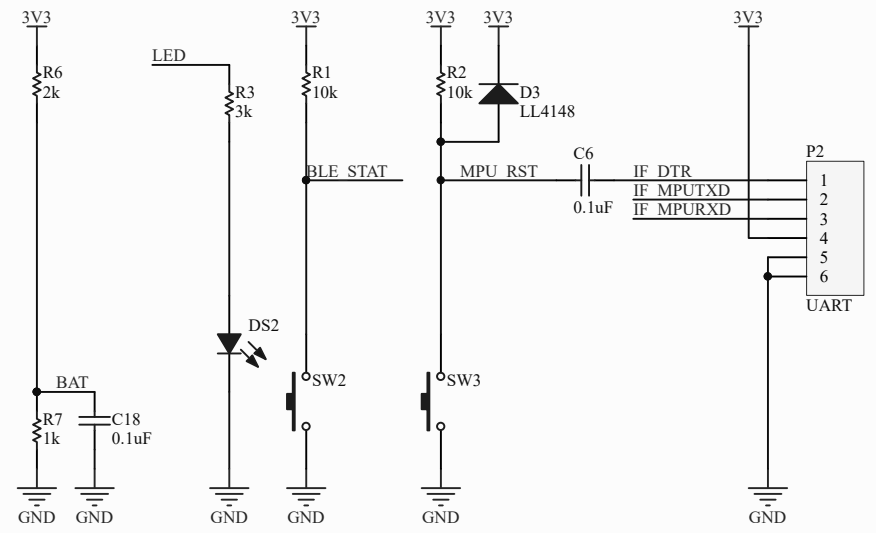 3V3
3V3
3V3
3V3
3V3
LED
R6
2k
R3
3k
R1
10k
R2
10k
D3
LL4148
BLE_STAT
MPU_RST
C6
0.1uF
IF_DTR
IF_MPUTXD
IF_MPURXD
P2
1
2
3
4
5
6
UART
DS2
SW2
SW3
BAT
R7
1k
C18
0.1uF
GND
GND
GND
GND
GND
GND